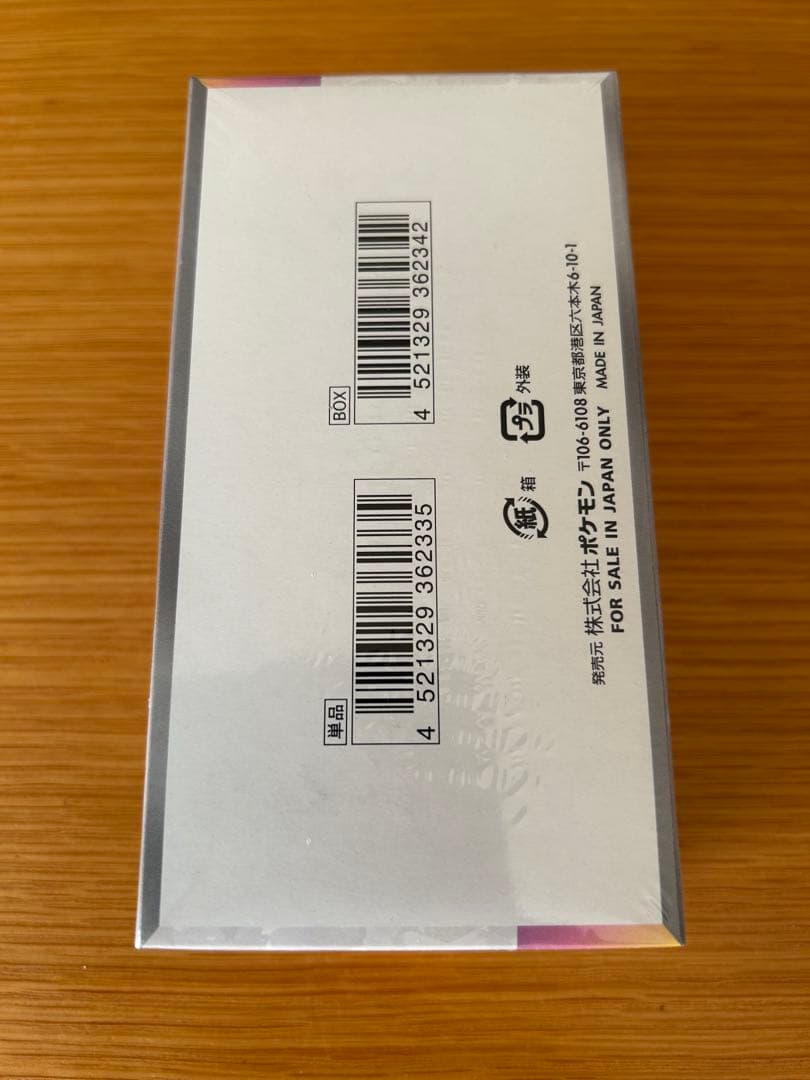 単品
4 521329 362335
BOX
4 521329 362342
紙 箱
プラ 外装
発売元 株式会社 ポケモン 〒106-6108 東京都港区六本木6-10-1
FOR SALE IN JAPAN ONLY MADE IN JAPAN